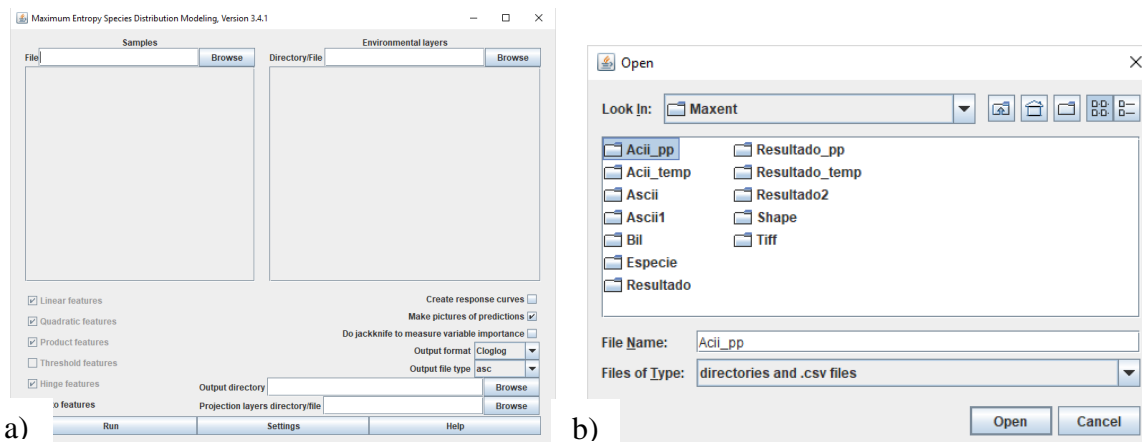 Maximum Entropy Species Distribution Modeling, Version 3.4.1
Samples
File
Browse
Environmental layers
Directory/File
Browse
Linear features
Quadratic features
Product features
Threshold features
Hinge features
to features
Create response curves
Make pictures of predictions
Do jackknife to measure variable importance
Output format Cloglog
Output file type asc
Output directory
Browse
Projection layers directory/file
Browse
Run
Settings
Help
a)
Open
Look In:
Maxent
Acii_pp
Acii_temp
Ascii
Ascii1
Bil
Especie
Resultado
Resultado_pp
Resultado_temp
Resultado2
Shape
Tiff
File Name:
Acii_pp
Files of Type:
directories and .csv files
Open
Cancel
b)